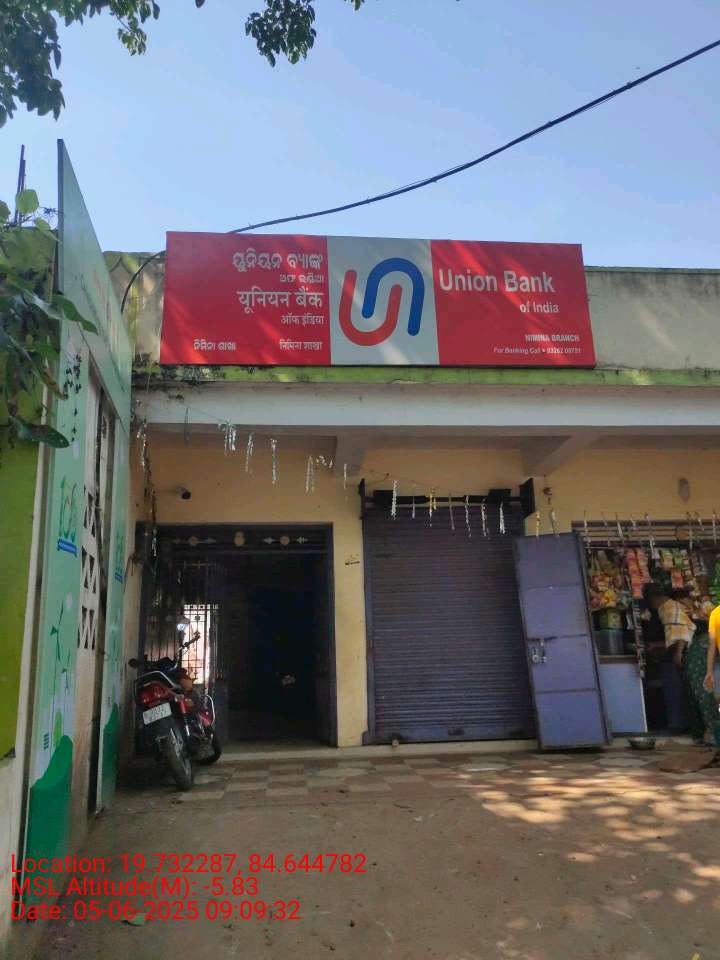 ୟୁନିୟନ ବ୍ୟାଙ୍କ
ଅଫ ଇଣ୍ଡିଆ
यूनियन बैंक
ऑफ इंडिया
ନିମିନା ଶାଖା
निमिना शाखा
Union Bank
of India
NIMINA BRANCH
Location: 19.732287, 84.644782
MSL Altitude(M): -5.83
Date: 05-06-2025 09:09:32